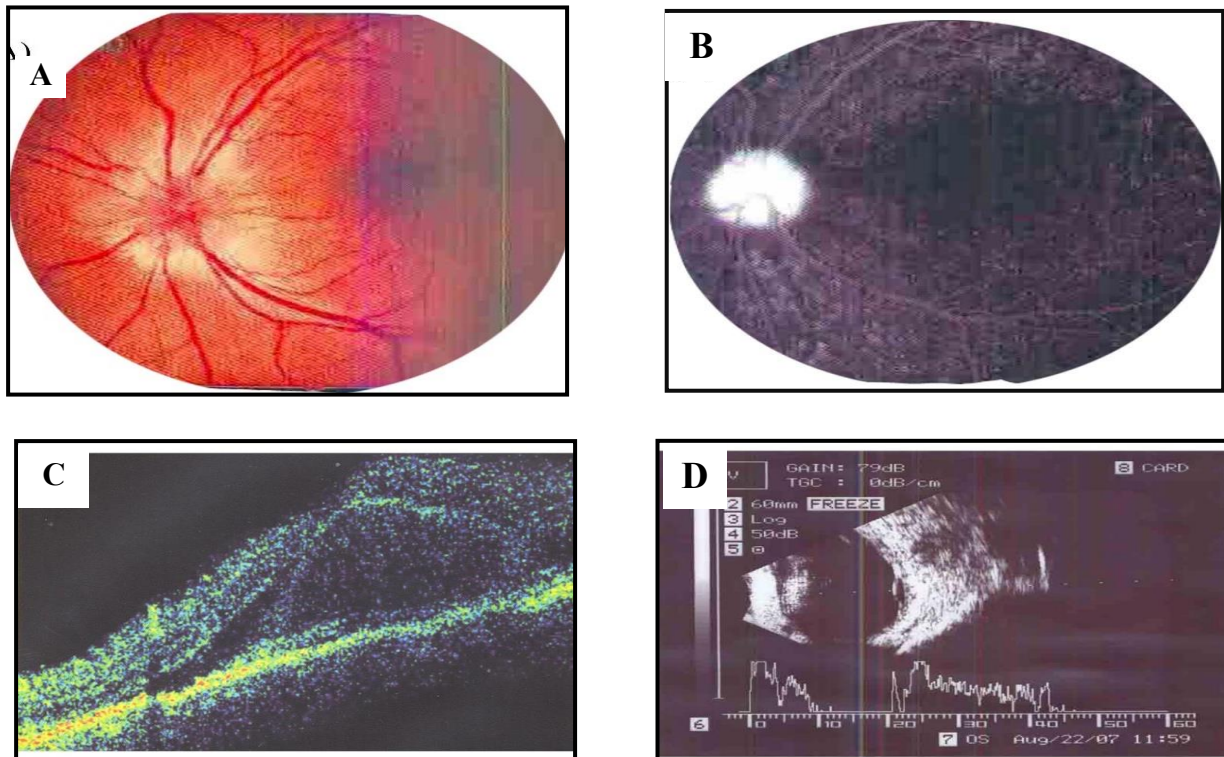 A
B
C
D
V
GAIN: 79dB
TGC : 0dB/cm
8 CARD
2 60mm FREEZE
3 Log
4 50dB
5
6
0 10 20 30 40 50 60
7 OS Aug/22/07 11:59